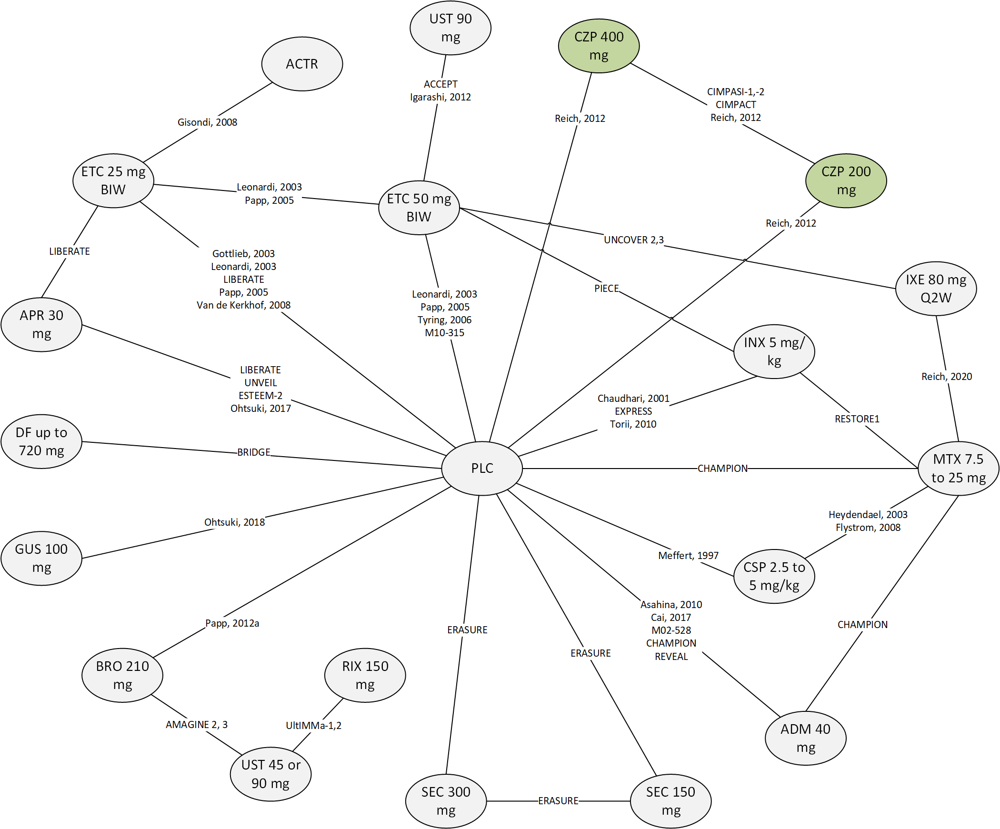 UST 90
mg
CZP 400
mg
ACTR
ACCEPT
Igarashi, 2012
CIMPASI-1,-2
CIMPACT
Reich, 2012
Reich, 2012
Gisondi, 2008
ETC 25 mg
BIW
Leonardi, 2003
Papp, 2005
ETC 50 mg
BIW
CZP 200
mg
Reich, 2012
UNCOVER 2,3
LIBERATE
Gottlieb, 2003
Leonardi, 2003
LIBERATE
Papp, 2005
Van de Kerkhof, 2008
Leonardi, 2003
Papp, 2005
Tyring, 2006
M10-315
PIECE
IXE 80 mg
Q2W
APR 30
mg
INX 5 mg/
kg
LIBERATE
UNVEIL
ESTEEM-2
Ohtsuki, 2017
Chaudhari, 2001
EXPRESS
Torii, 2010
Reich, 2020
RESTORE1
DF up to
720 mg
BRIDGE
PLC
CHAMPION
MTX 7.5
to 25 mg
Ohtsuki, 2018
GUS 100
mg
Heydendael, 2003
Flystrom, 2008
Meffert, 1997
CSP 2.5 to
5 mg/kg
Papp, 2012a
ERASURE
ERASURE
Asahina, 2010
Cai, 2017
M02-528
CHAMPION
REVEAL
CHAMPION
BRO 210
mg
RIX 150
mg
AMAGINE 2, 3
UltIMMa-1,2
ADM 40
mg
UST 45 or
90 mg
SEC 300
mg
ERASURE
SEC 150
mg